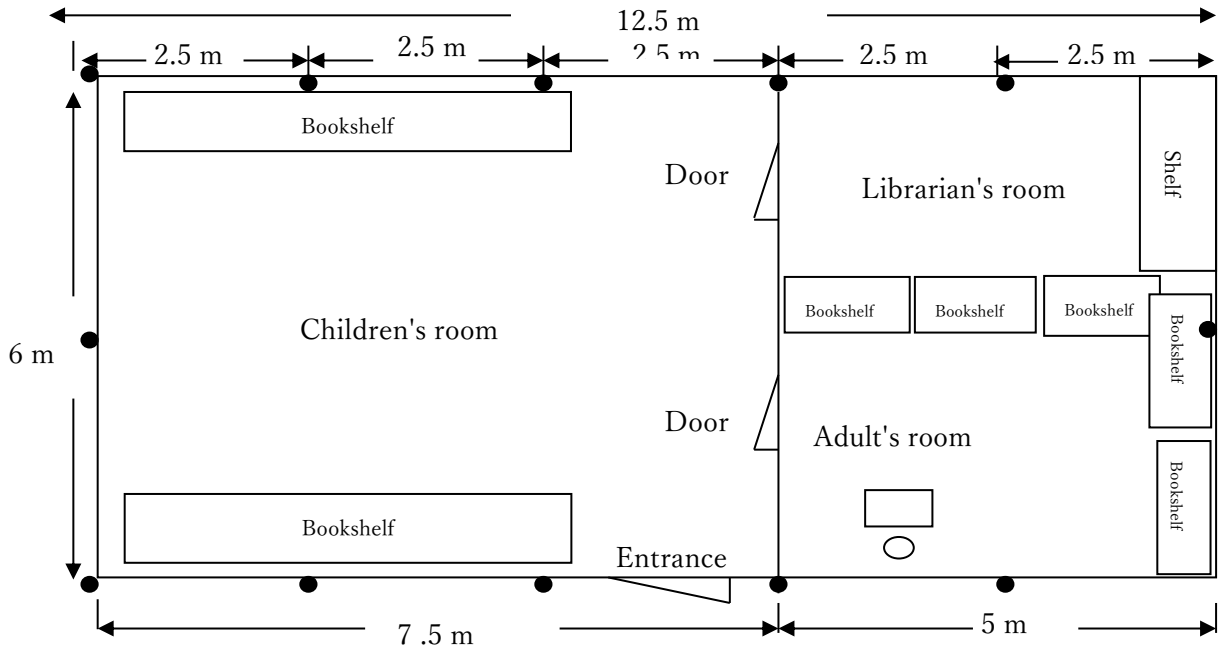 12.5 m
2.5 m
2.5 m
2.5 m
2.5 m
2.5 m
Bookshelf
Door
Shelf
Librarian's room
Bookshelf
Bookshelf
Bookshelf
Bookshelf
Children's room
6 m
Door
Adult's room
Bookshelf
Bookshelf
Entrance
7 .5 m
5 m